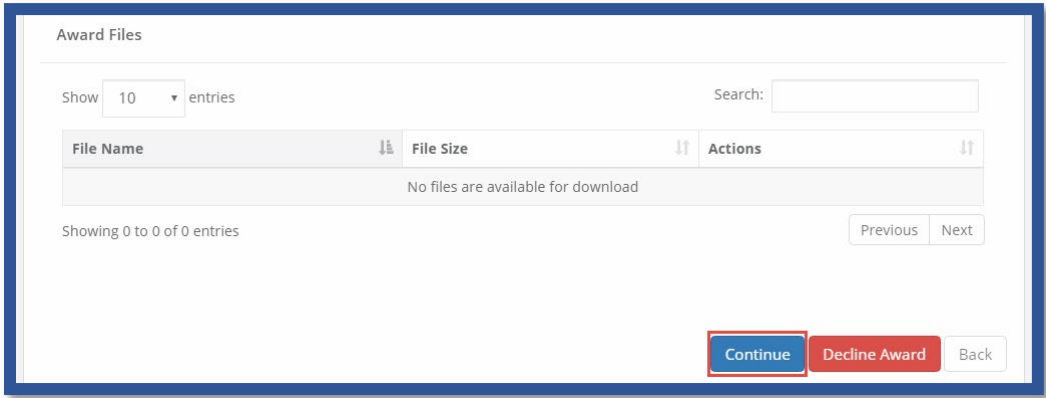 Award Files
Show 10 entries Search:
File Name File Size Actions
No files are available for download
Showing 0 to 0 of 0 entries Previous Next
Continue Decline Award Back